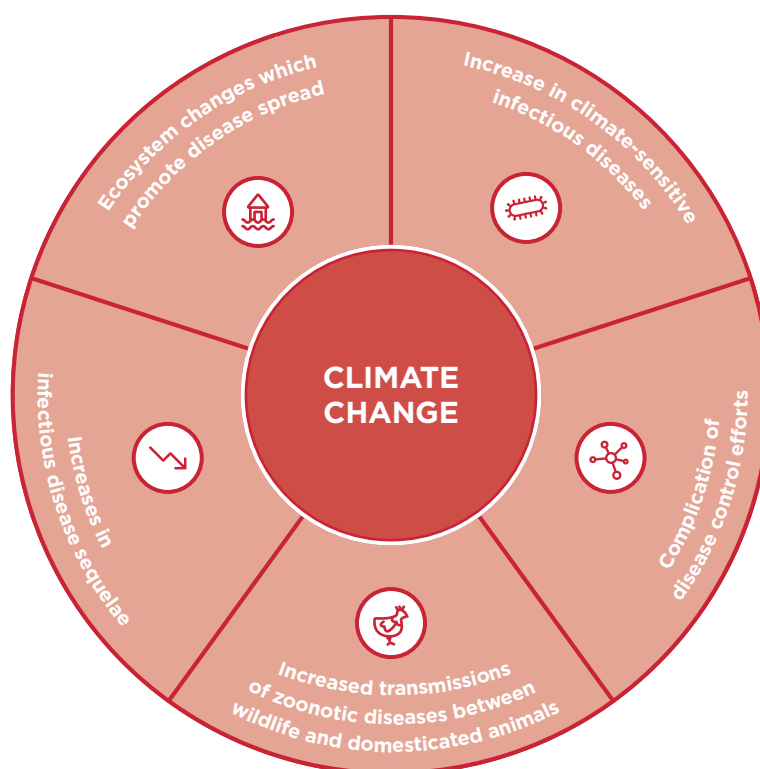 Ecosystem changes which
promote disease spread
Increase in climate-sensitive
infectious diseases
CLIMATE
CHANGE
Increases in
infectious disease sequelae
Complication of
disease control efforts
Increased transmissions
of zoonotic diseases between
wildlife and domesticated animals